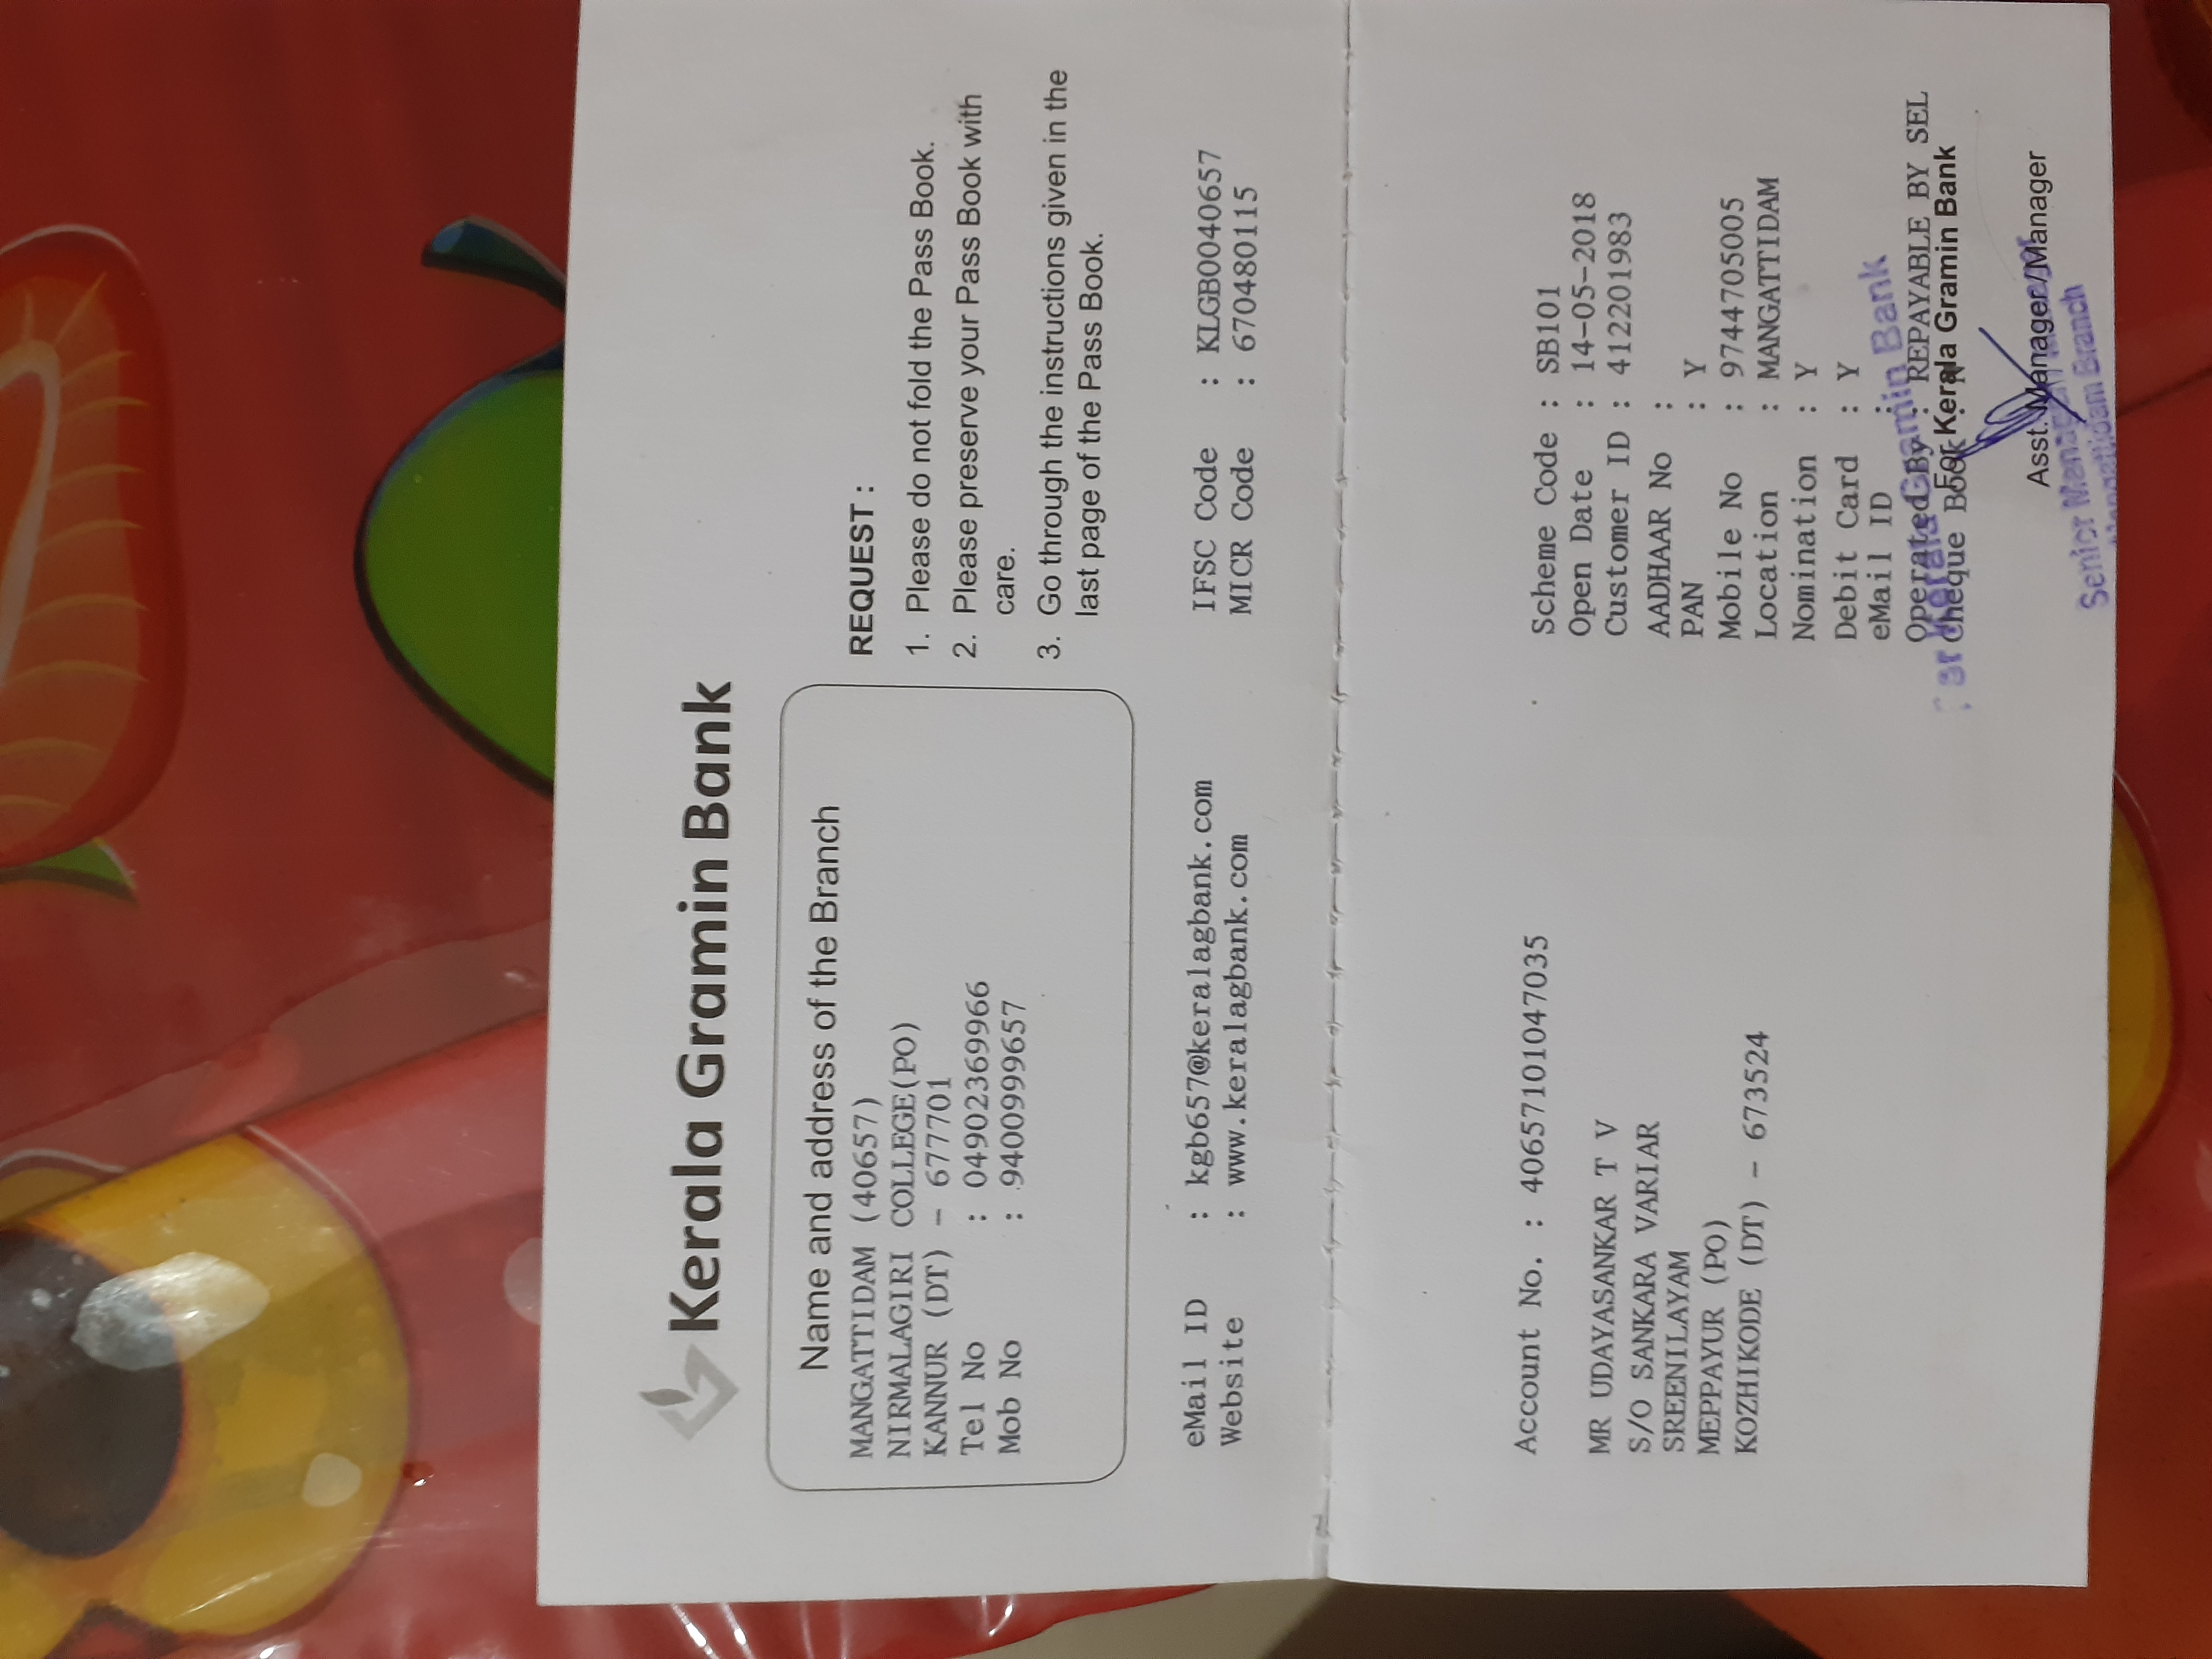 Kerala Gramin Bank
Name and address of the Branch
MANGATTIDAM (40657)
NIRMALAGIRI COLLEGE(PO)
KANNUR (DT) - 677701
Tel No : 04902369966
Mob No : 9400999657
REQUEST :
1. Please do not fold the Pass Book.
2. Please preserve your Pass Book with
care.
3. Go through the instructions given in the
last page of the Pass Book.
eMail ID : kgb657@keralagbank.com
Website : www.keralagbank.com
IFSC Code : KLGB0040657
MICR Code : 670480115
Account No. : 40657101047035
MR UDAYASANKAR T V
S/O SANKARA VARIAR
SREENILAYAM
MEPPAYUR (PO)
KOZHIKODE (DT) - 673524
Scheme Code : SB101
Open Date : 14-05-2018
Customer ID : 412201983
AADHAAR No :
PAN : Y
Mobile No : 9744705005
Location : MANGATTIDAM
Nomination : Y
Debit Card : Y
eMail ID :
Operated By : REPAYABLE BY SEL
Cheque Book : N
For Kerala Gramin Bank
Kerala Gramin Bank
Asst. Manager / Manager
Senior Manager / Manager
Mangattidam Branch